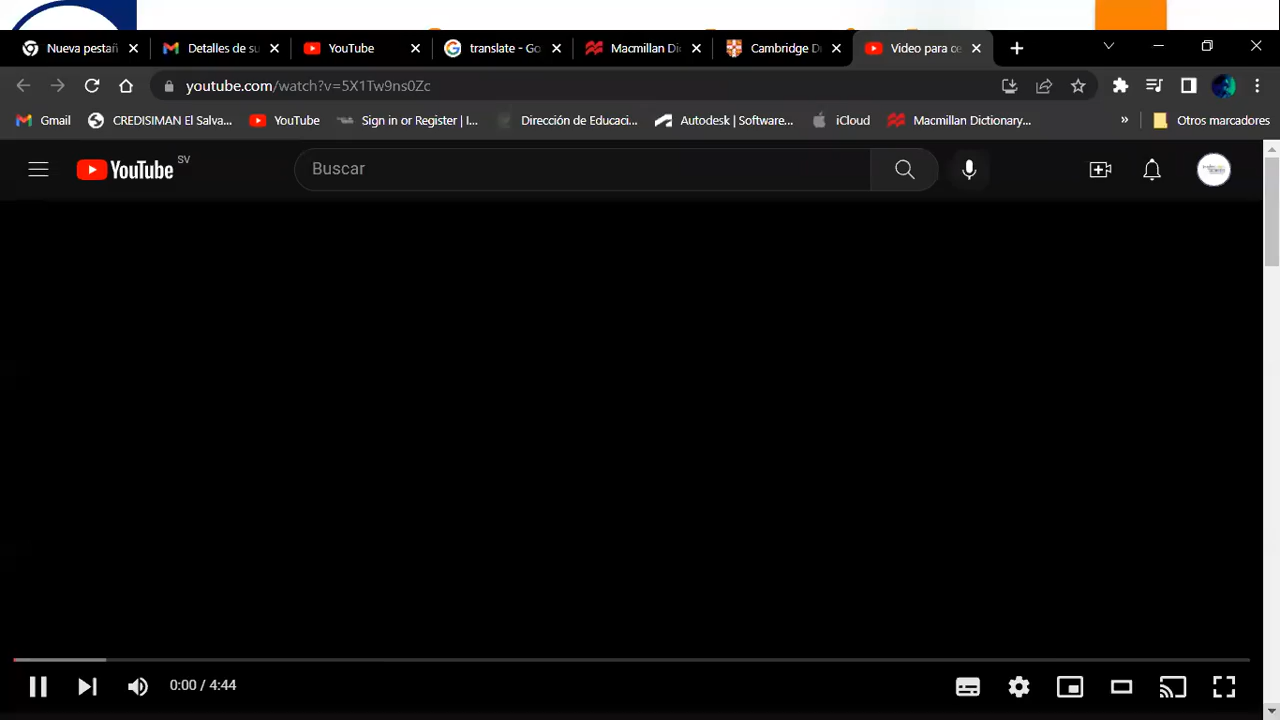 Nueva pestañ
Detalles de su
YouTube
translate - Go
Macmillan Dic
Cambridge Di
Video para ce
youtube.com/watch?v=5X1Tw9ns0Zc
Gmail
CREDISIMAN El Salva...
YouTube
Sign in or Register | I...
Dirección de Educaci...
Autodesk | Software...
iCloud
Macmillan Dictionary...
»
Otros marcadores
YouTube SV
Buscar
0:00 / 4:44